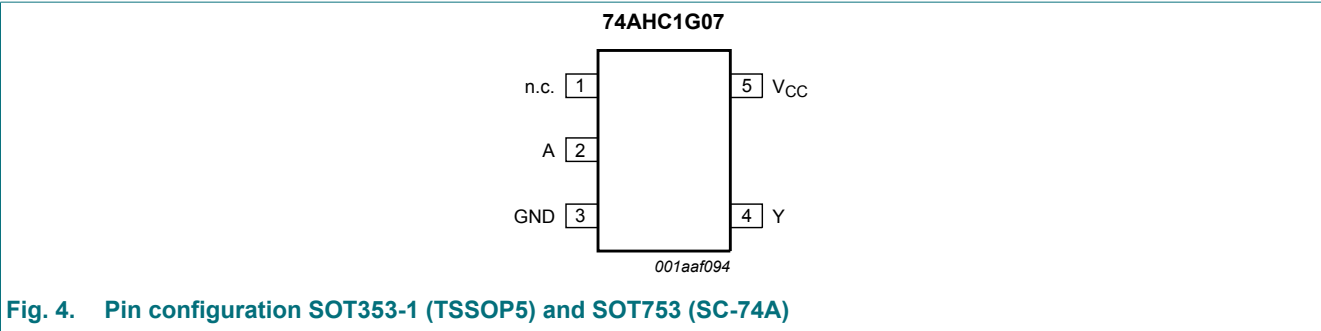 74AHC1G07
n.c. 1
5 VCC
A 2
GND 3
4 Y
001aaf094
Fig. 4. Pin configuration SOT353-1 (TSSOP5) and SOT753 (SC-74A)